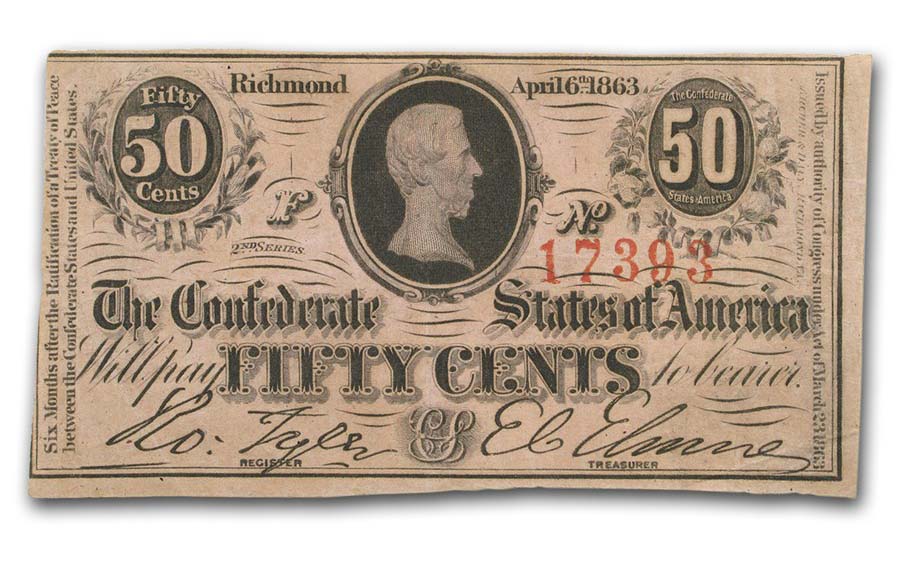 Six Months after the Ratification of a Treaty of Peace
between the Confederate States and United States.
Fifty
50
Cents
Richmond
April 6th 1863
The Confederate
50
States of America
F
No.
2ND SERIES.
17393
The Confederate States of America
Will pay FIFTY CENTS to bearer.
Ro. Tyler
REGISTER
CS
E C Elmore
TREASURER
Issued by authority of Congress under Act of March 23 1863